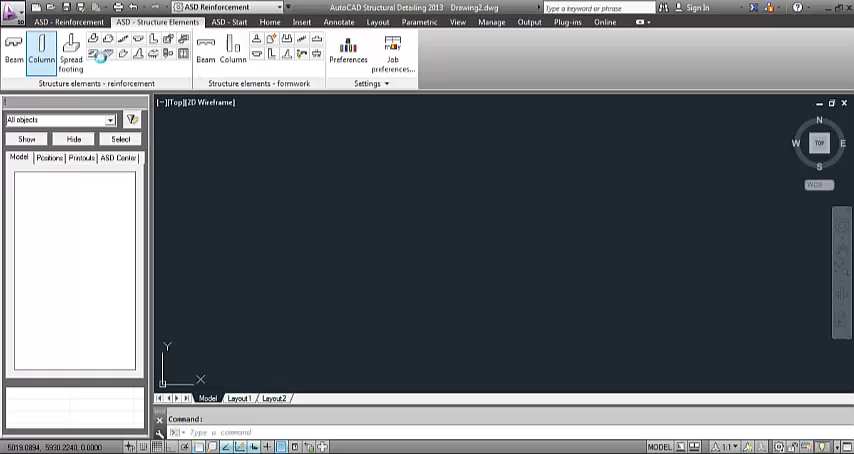 ASD Reinforcement
AutoCAD Structural Detailing 2013 Drawing2.dwg
Type a keyword or phrase
Sign In
SD
ASD - Reinforcement
ASD - Structure Elements
ASD - Start
Home
Insert
Annotate
Layout
Parametric
View
Manage
Output
Plug-ins
Online
Beam
Column
Spread footing
Beam
Column
Preferences
Job preferences...
Structure elements - reinforcement
Structure elements - formwork
Settings
All objects
Show
Hide
Select
Model
Positions
Printouts
ASD Center
[−][Top][2D Wireframe]
N
W
TOP
E
S
WCS
Y
X
Model
Layout1
Layout2
Command:
Type a command
5019.0894, 5930.2240, 0.0000
MODEL
1:1